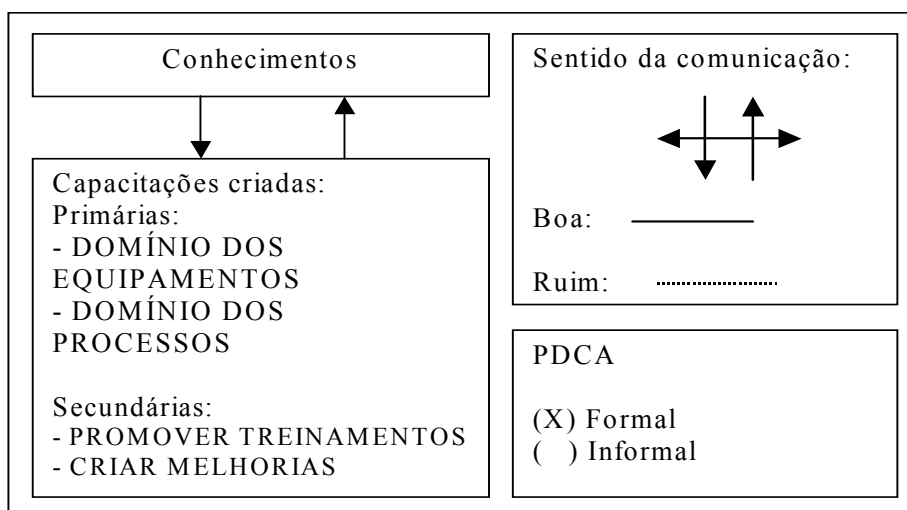 Conhecimentos
Capacitações criadas:
Primárias:
- DOMÍNIO DOS
EQUIPAMENTOS
- DOMÍNIO DOS
PROCESSOS
Secundárias:
- PROMOVER TREINAMENTOS
- CRIAR MELHORIAS
Sentido da comunicação:
Boa:
Ruim:
PDCA
(X) Formal
( ) Informal